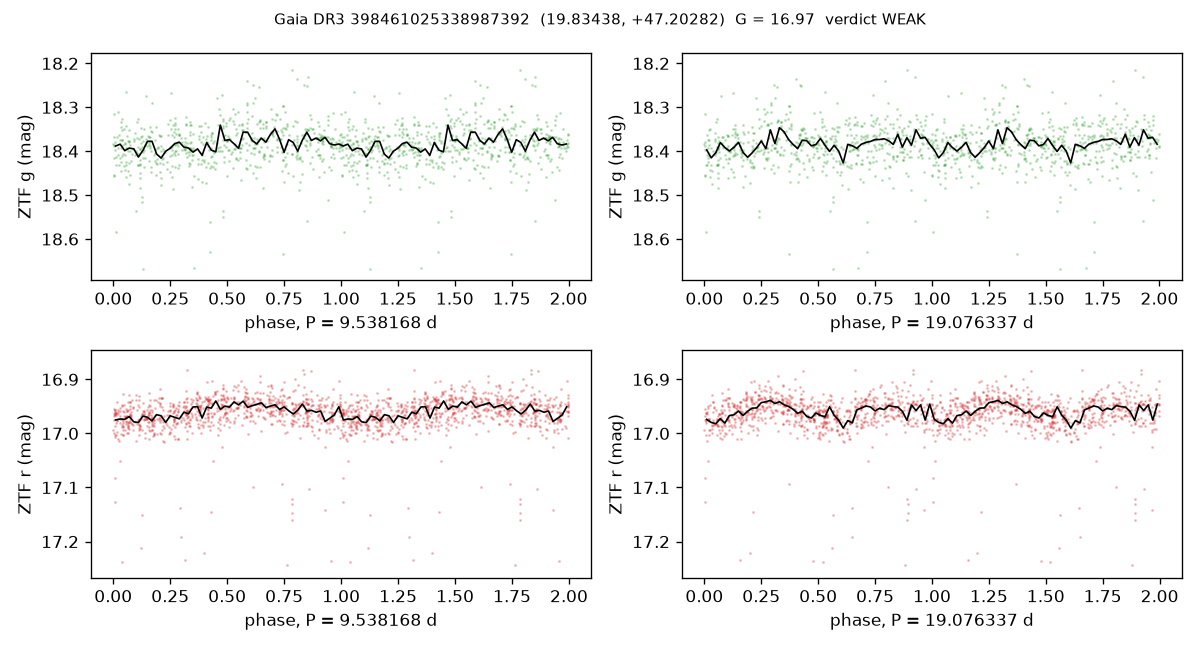 Gaia DR3 398461025338987392 (19.83438, +47.20282) G = 16.97 verdict WEAK
18.2
18.3
18.4
18.5
18.6
ZTF g (mag)
0.00 0.25 0.50 0.75 1.00 1.25 1.50 1.75 2.00
phase, P = 9.538168 d
18.2
18.3
18.4
18.5
18.6
ZTF g (mag)
0.00 0.25 0.50 0.75 1.00 1.25 1.50 1.75 2.00
phase, P = 19.076337 d
16.9
17.0
17.1
17.2
ZTF r (mag)
0.00 0.25 0.50 0.75 1.00 1.25 1.50 1.75 2.00
phase, P = 9.538168 d
16.9
17.0
17.1
17.2
ZTF r (mag)
0.00 0.25 0.50 0.75 1.00 1.25 1.50 1.75 2.00
phase, P = 19.076337 d